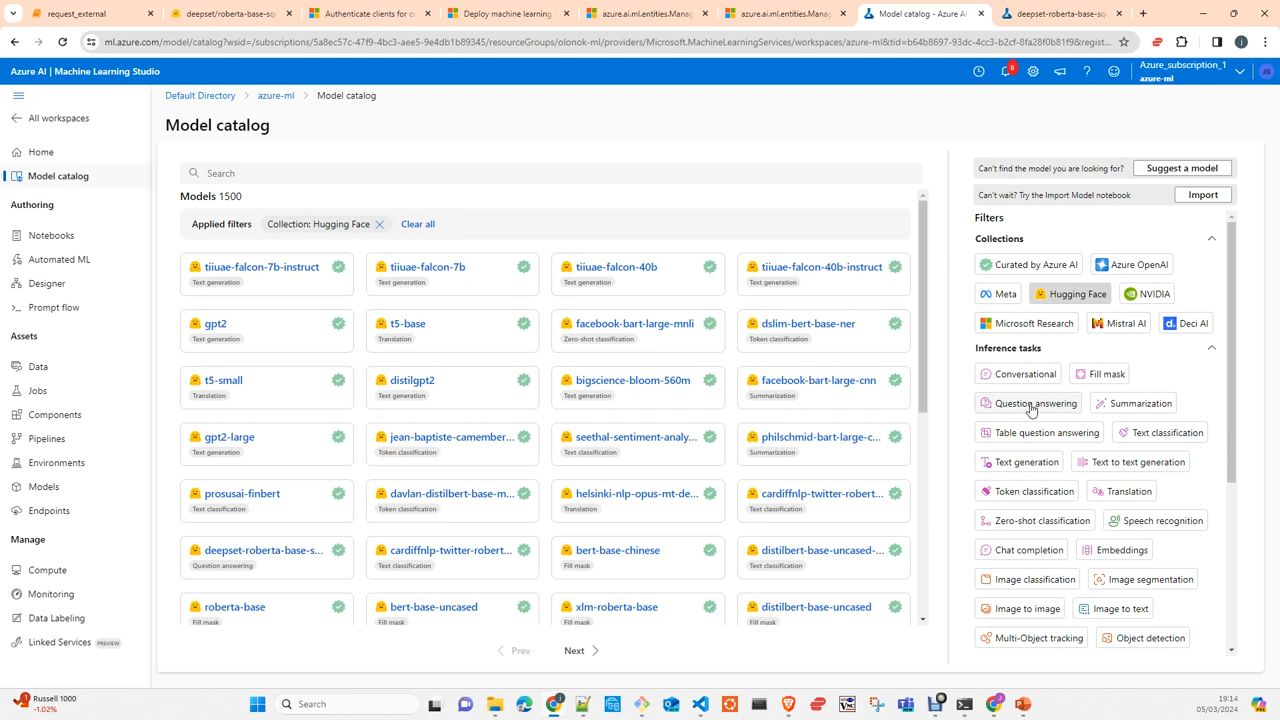 request_external
deepset/roberta-base-squ
Authenticate clients for o
Deploy machine learning
azure.ai.ml.entities.Manag
azure.ai.ml.entities.Manag
Model catalog - Azure AI
deepset-roberta-base-squ
ml.azure.com/model/catalog?wsid=/subscriptions/5a8ec57c-47f9-4bc3-aee5-9e4db1b89345/resourceGroups/olonok-ml/providers/Microsoft.MachineLearningServices/workspaces/azure-ml&tid=b64b8697-93dc-4cc3-b2cf-8fa28f0b81f9&regist...
Azure AI | Machine Learning Studio
8
Azure_subscription_1
azure-ml
JG
All workspaces
Home
Model catalog
Authoring
Notebooks
Automated ML
Designer
Prompt flow
Assets
Data
Jobs
Components
Pipelines
Environments
Models
Endpoints
Manage
Compute
Monitoring
Data Labeling
Linked Services PREVIEW
Default Directory > azure-ml > Model catalog
Model catalog
Search
Models 1500
Applied filters Collection: Hugging Face Clear all
tiiuae-falcon-7b-instruct
Text generation
tiiuae-falcon-7b
Text generation
tiiuae-falcon-40b
Text generation
tiiuae-falcon-40b-instruct
Text generation
gpt2
Text generation
t5-base
Translation
facebook-bart-large-mnli
Zero-shot classification
dslim-bert-base-ner
Token classification
t5-small
Translation
distilgpt2
Text generation
bigscience-bloom-560m
Text generation
facebook-bart-large-cnn
Summarization
gpt2-large
Text generation
jean-baptiste-camember...
Token classification
seethal-sentiment-analy...
Text classification
philschmid-bart-large-c...
Summarization
prosusai-finbert
Text classification
davlan-distilbert-base-m...
Token classification
helsinki-nlp-opus-mt-de...
Translation
cardiffnlp-twitter-robert...
Text classification
deepset-roberta-base-s...
Question answering
cardiffnlp-twitter-robert...
Text classification
bert-base-chinese
Fill mask
distilbert-base-uncased-...
Text classification
roberta-base
Fill mask
bert-base-uncased
Fill mask
xlm-roberta-base
Fill mask
distilbert-base-uncased
Fill mask
Prev Next
Can't find the model you are looking for? Suggest a model
Can't wait? Try the Import Model notebook Import
Filters
Collections
Curated by Azure AI Azure OpenAI
Meta Hugging Face NVIDIA
Microsoft Research Mistral AI Deci AI
Inference tasks
Conversational Fill mask
Question answering Summarization
Table question answering Text classification
Text generation Text to text generation
Token classification Translation
Zero-shot classification Speech recognition
Chat completion Embeddings
Image classification Image segmentation
Image to image Image to text
Multi-Object tracking Object detection
Russell 1000
-1.02%
Search
19:14
05/03/2024